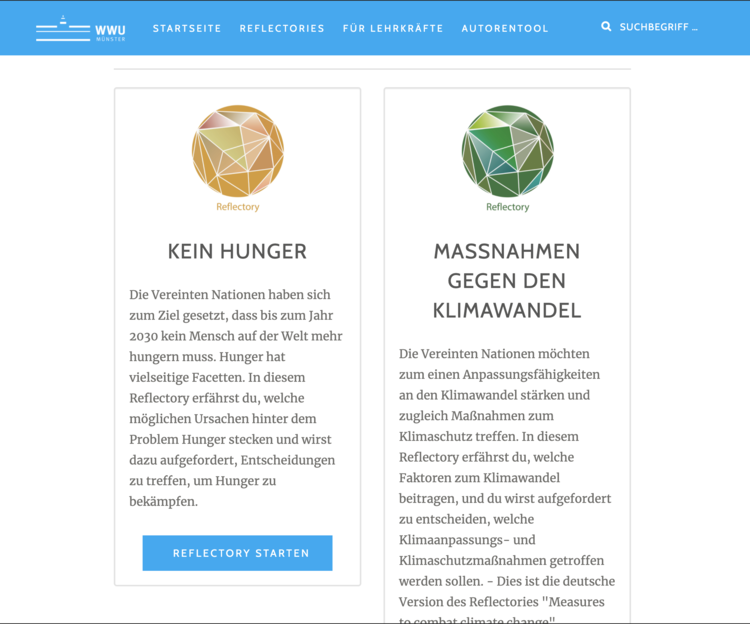 WWU
MÜNSTER
STARTSEITE
REFLECTORIES
FÜR LEHRKRÄFTE
AUTORENTOOL
SUCHBEGRIFF ...
Reflectory
KEIN HUNGER
Die Vereinten Nationen haben sich
zum Ziel gesetzt, dass bis zum Jahr
2030 kein Mensch auf der Welt mehr
hungern muss. Hunger hat
vielseitige Facetten. In diesem
Reflectory erfährst du, welche
möglichen Ursachen hinter dem
Problem Hunger stecken und wirst
dazu aufgefordert, Entscheidungen
zu treffen, um Hunger zu
bekämpfen.
REFLECTORY STARTEN
Reflectory
MASSNAHMEN
GEGEN DEN
KLIMAWANDEL
Die Vereinten Nationen möchten
zum einen Anpassungsfähigkeiten
an den Klimawandel stärken und
zugleich Maßnahmen zum
Klimaschutz treffen. In diesem
Reflectory erfährst du, welche
Faktoren zum Klimawandel
beitragen, und du wirst aufgefordert
zu entscheiden, welche
Klimaanpassungs- und
Klimaschutzmaßnahmen getroffen
werden sollen. - Dies ist die deutsche
Version des Reflectories "Measures
to combat climate change"